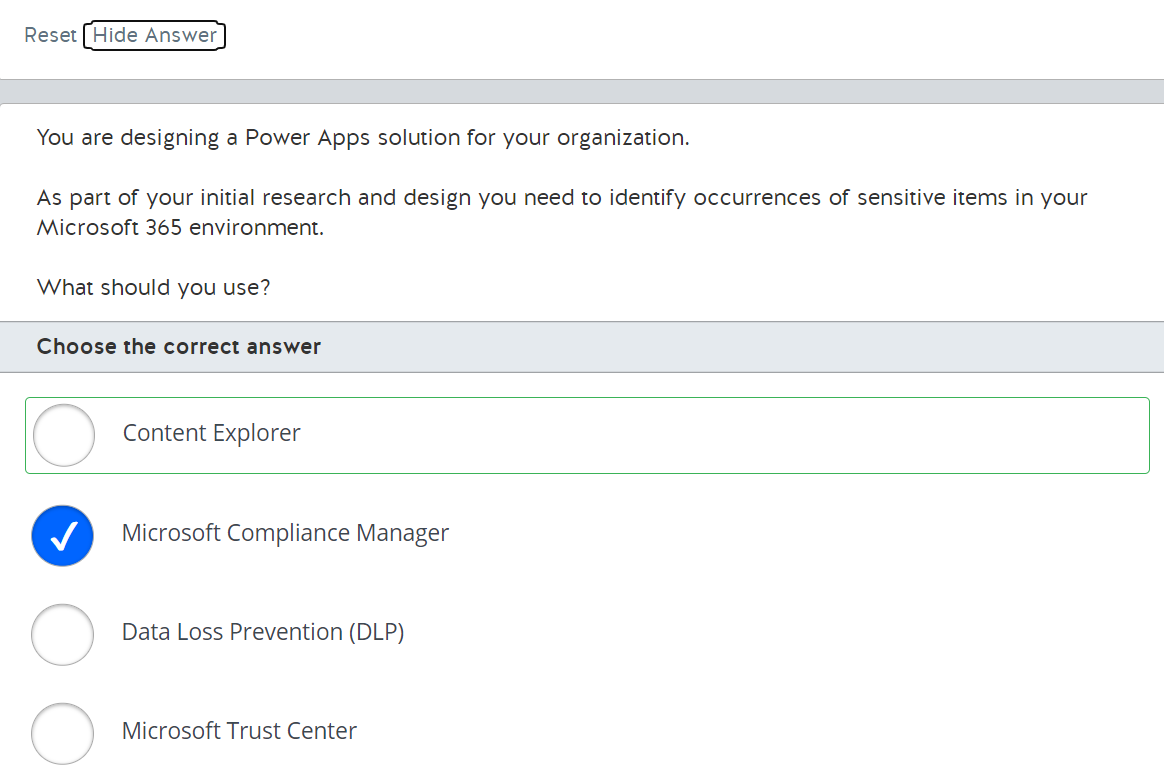 Reset Hide Answer
You are designing a Power Apps solution for your organization.
As part of your initial research and design you need to identify occurrences of sensitive items in your
Microsoft 365 environment.
What should you use?
Choose the correct answer
Content Explorer
Microsoft Compliance Manager
Data Loss Prevention (DLP)
Microsoft Trust Center